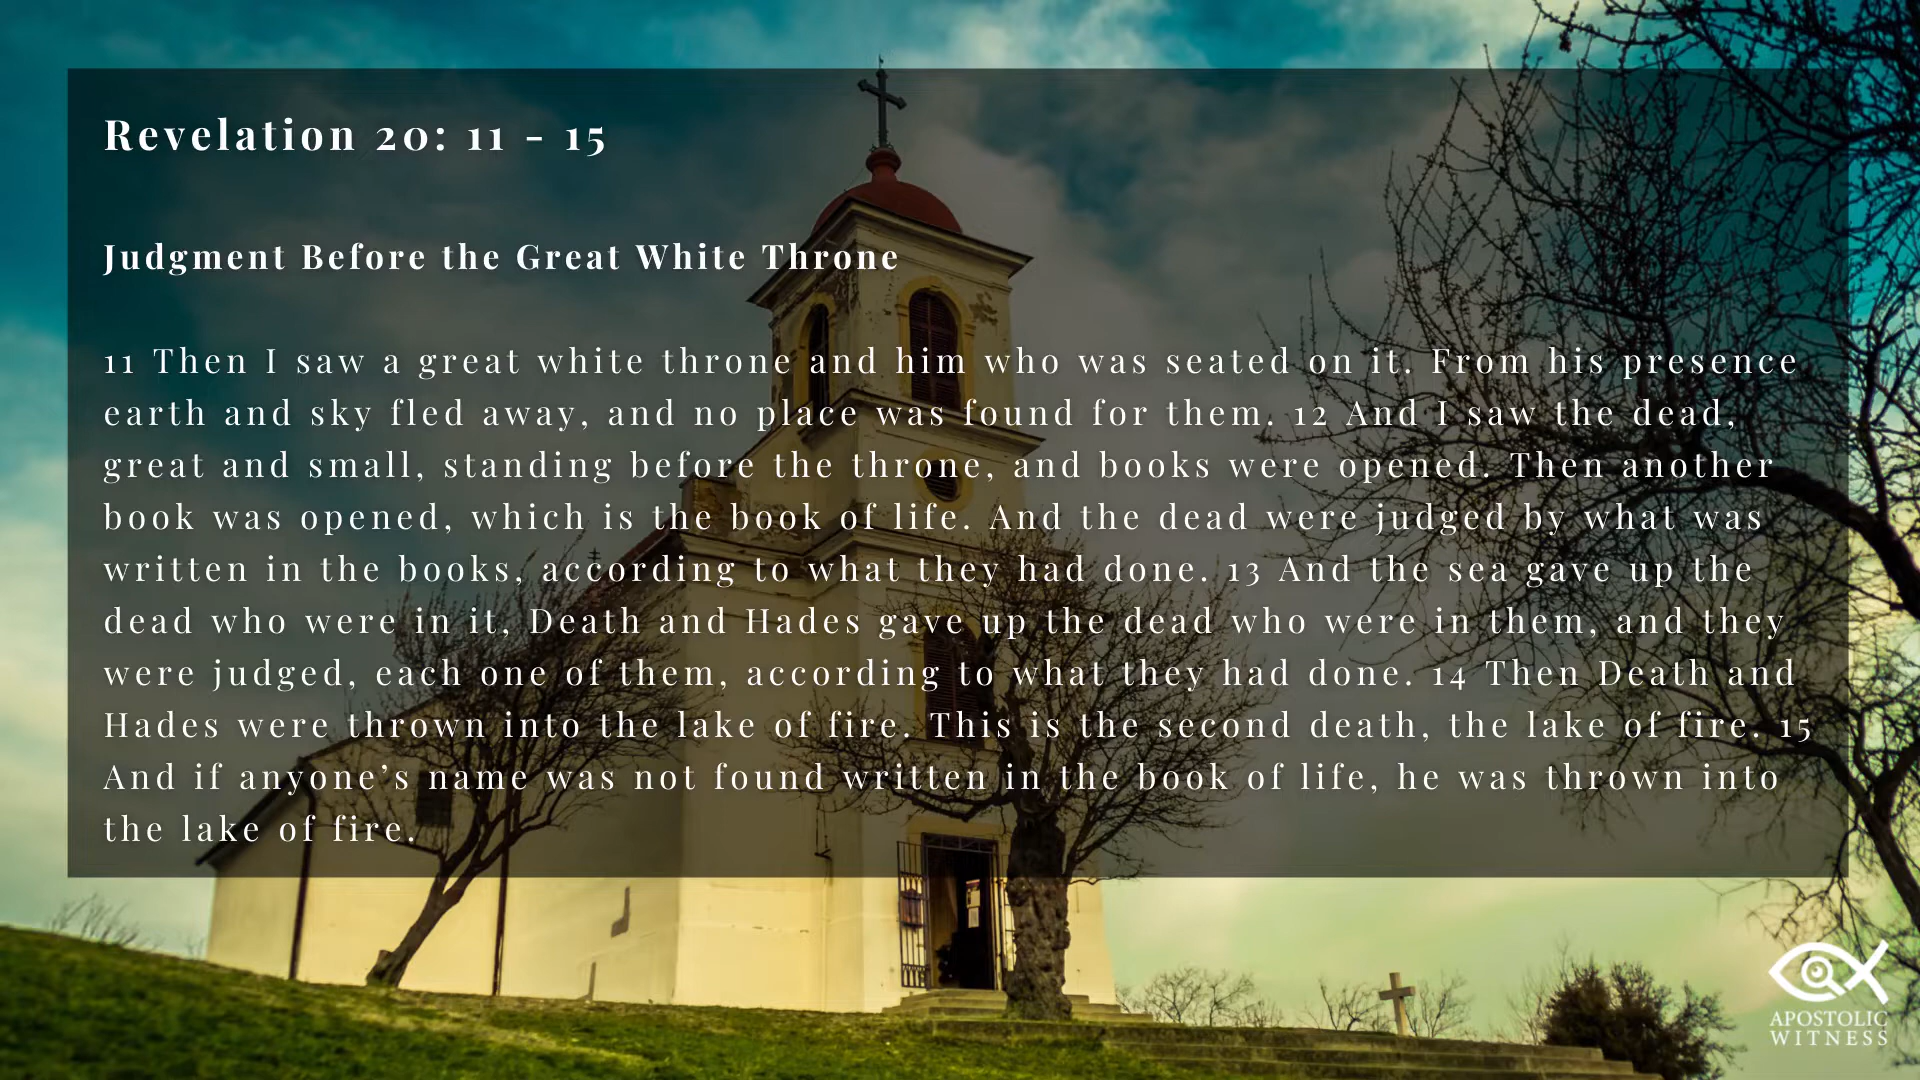 Revelation 20: 11 - 15
Judgment Before the Great White Throne
11 Then I saw a great white throne and him who was seated on it. From his presence
earth and sky fled away, and no place was found for them. 12 And I saw the dead,
great and small, standing before the throne, and books were opened. Then another
book was opened, which is the book of life. And the dead were judged by what was
written in the books, according to what they had done. 13 And the sea gave up the
dead who were in it, Death and Hades gave up the dead who were in them, and they
were judged, each one of them, according to what they had done. 14 Then Death and
Hades were thrown into the lake of fire. This is the second death, the lake of fire. 15
And if anyone’s name was not found written in the book of life, he was thrown into
the lake of fire.
APOSTOLIC
WITNESS